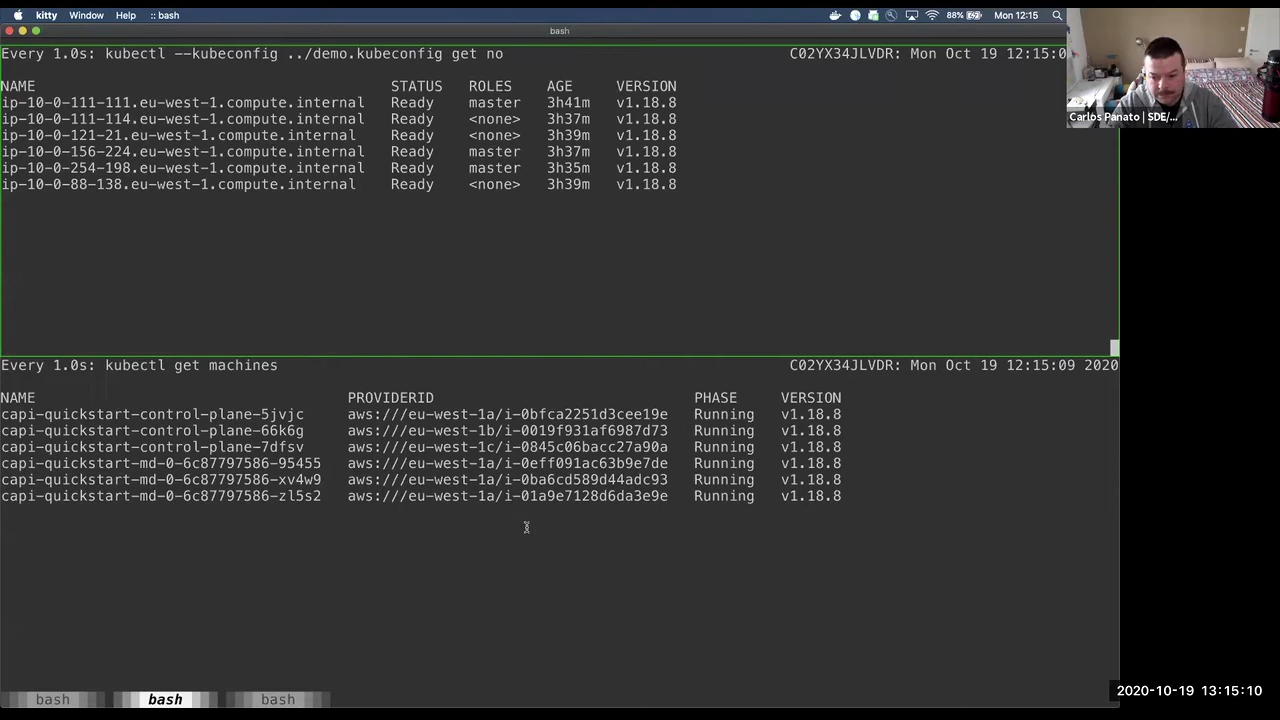 kitty Window Help :: bash 88% Mon 12:15
bash
Every 1.0s: kubectl --kubeconfig ../demo.kubeconfig get no C02YX34JLVDR: Mon Oct 19 12:15:0
NAME STATUS ROLES AGE VERSION
ip-10-0-111-111.eu-west-1.compute.internal Ready master 3h41m v1.18.8
ip-10-0-111-114.eu-west-1.compute.internal Ready <none> 3h37m v1.18.8
ip-10-0-121-21.eu-west-1.compute.internal Ready <none> 3h39m v1.18.8
ip-10-0-156-224.eu-west-1.compute.internal Ready master 3h37m v1.18.8
ip-10-0-254-198.eu-west-1.compute.internal Ready master 3h35m v1.18.8
ip-10-0-88-138.eu-west-1.compute.internal Ready <none> 3h39m v1.18.8
Carlos Panato | SDE/...
Every 1.0s: kubectl get machines C02YX34JLVDR: Mon Oct 19 12:15:09 2020
NAME PROVIDERID PHASE VERSION
capi-quickstart-control-plane-5jvjc aws:///eu-west-1a/i-0bfca2251d3cee19e Running v1.18.8
capi-quickstart-control-plane-66k6g aws:///eu-west-1b/i-0019f931af6987d73 Running v1.18.8
capi-quickstart-control-plane-7dfsv aws:///eu-west-1c/i-0845c06bacc27a90a Running v1.18.8
capi-quickstart-md-0-6c87797586-95455 aws:///eu-west-1a/i-0eff091ac63b9e7de Running v1.18.8
capi-quickstart-md-0-6c87797586-xv4w9 aws:///eu-west-1a/i-0ba6cd589d44adc93 Running v1.18.8
capi-quickstart-md-0-6c87797586-zl5s2 aws:///eu-west-1a/i-01a9e7128d6da3e9e Running v1.18.8
bash bash bash
2020-10-19 13:15:10